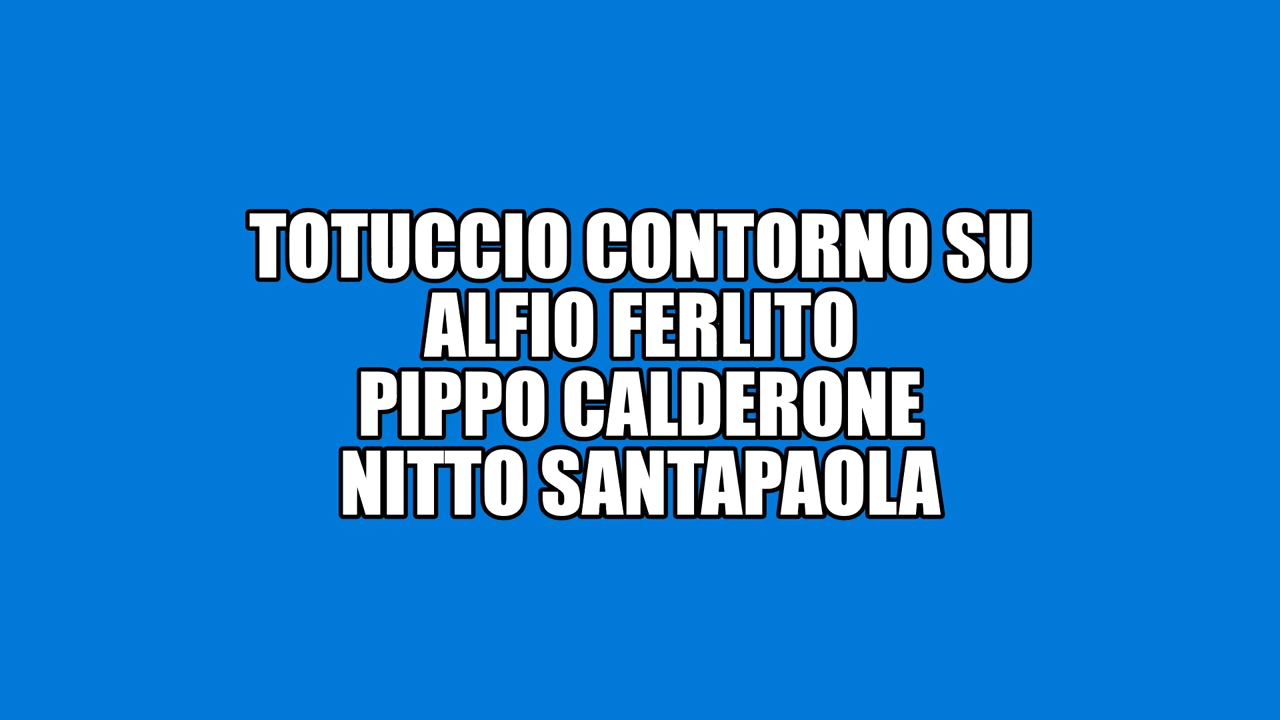 TOTUCCIO CONTORNO SU
ALFIO FERLITO
PIPPO CALDERONE
NITTO SANTAPAOLA